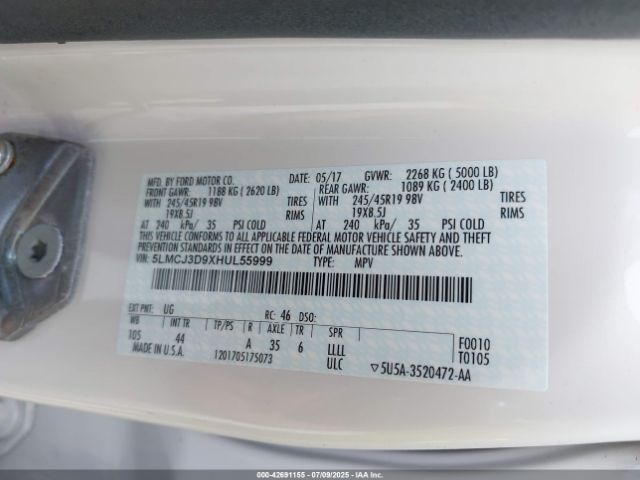 MFD. BY FORD MOTOR CO. DATE: 05/17 GVWR: 2268 KG ( 5000 LB)
FRONT GAWR: 1188 KG ( 2620 LB) REAR GAWR: 1089 KG ( 2400 LB)
WITH 245/45R19 98V TIRES WITH 245/45R19 98V TIRES
19X8.5J RIMS 19X8.5J RIMS
AT 240 kPa/ 35 PSI COLD AT 240 kPa/ 35 PSI COLD
THIS VEHICLE CONFORMS TO ALL APPLICABLE FEDERAL MOTOR VEHICLE SAFETY AND THEFT
PREVENTION STANDARDS IN EFFECT ON THE DATE OF MANUFACTURE SHOWN ABOVE.
VIN: 5LMCJ3D9XHUL55999 TYPE: MPV
EXT PNT: UG RC: 46 DSO:
WB INT TR TP/PS R AXLE TR SPR F0010
105 44 A 35 6 LLLL T0105
MADE IN U.S.A. 1201705175073 ULC ▽5U5A-3520472-AA
000-42691155 - 07/09/2025 - IAAI.COM